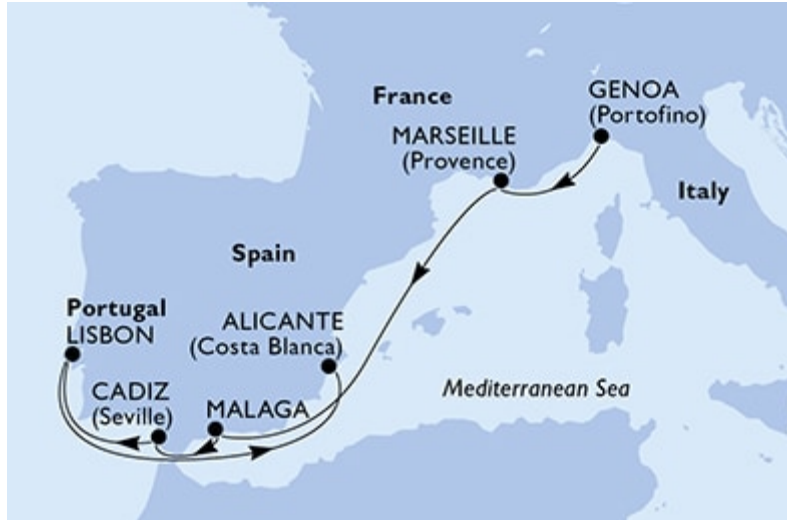 France
GENOA
(Portofino)
MARSEILLE
(Provence)
Italy
Spain
Portugal
LISBON
ALICANTE
(Costa Blanca)
CADIZ
(Seville)
MALAGA
Mediterranean Sea